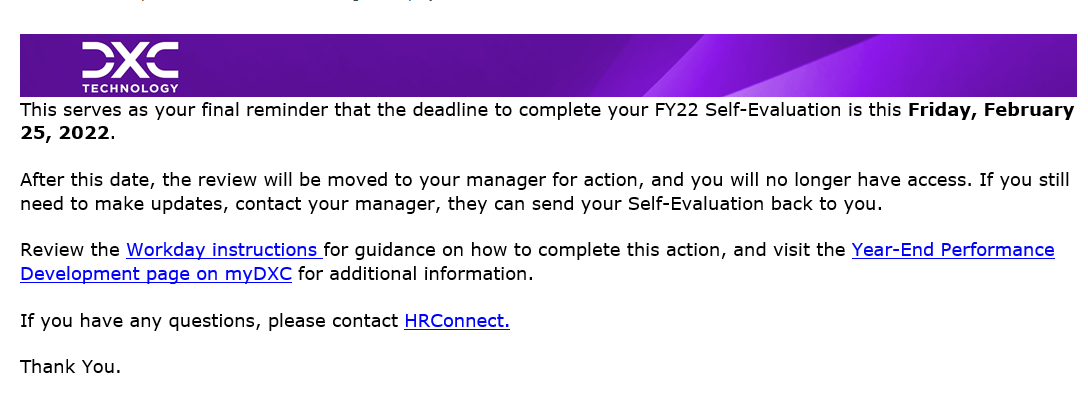 DXC
TECHNOLOGY
This serves as your final reminder that the deadline to complete your FY22 Self-Evaluation is this Friday, February
25, 2022.
After this date, the review will be moved to your manager for action, and you will no longer have access. If you still
need to make updates, contact your manager, they can send your Self-Evaluation back to you.
Review the Workday instructions for guidance on how to complete this action, and visit the Year-End Performance
Development page on myDXC for additional information.
If you have any questions, please contact HRConnect.
Thank You.